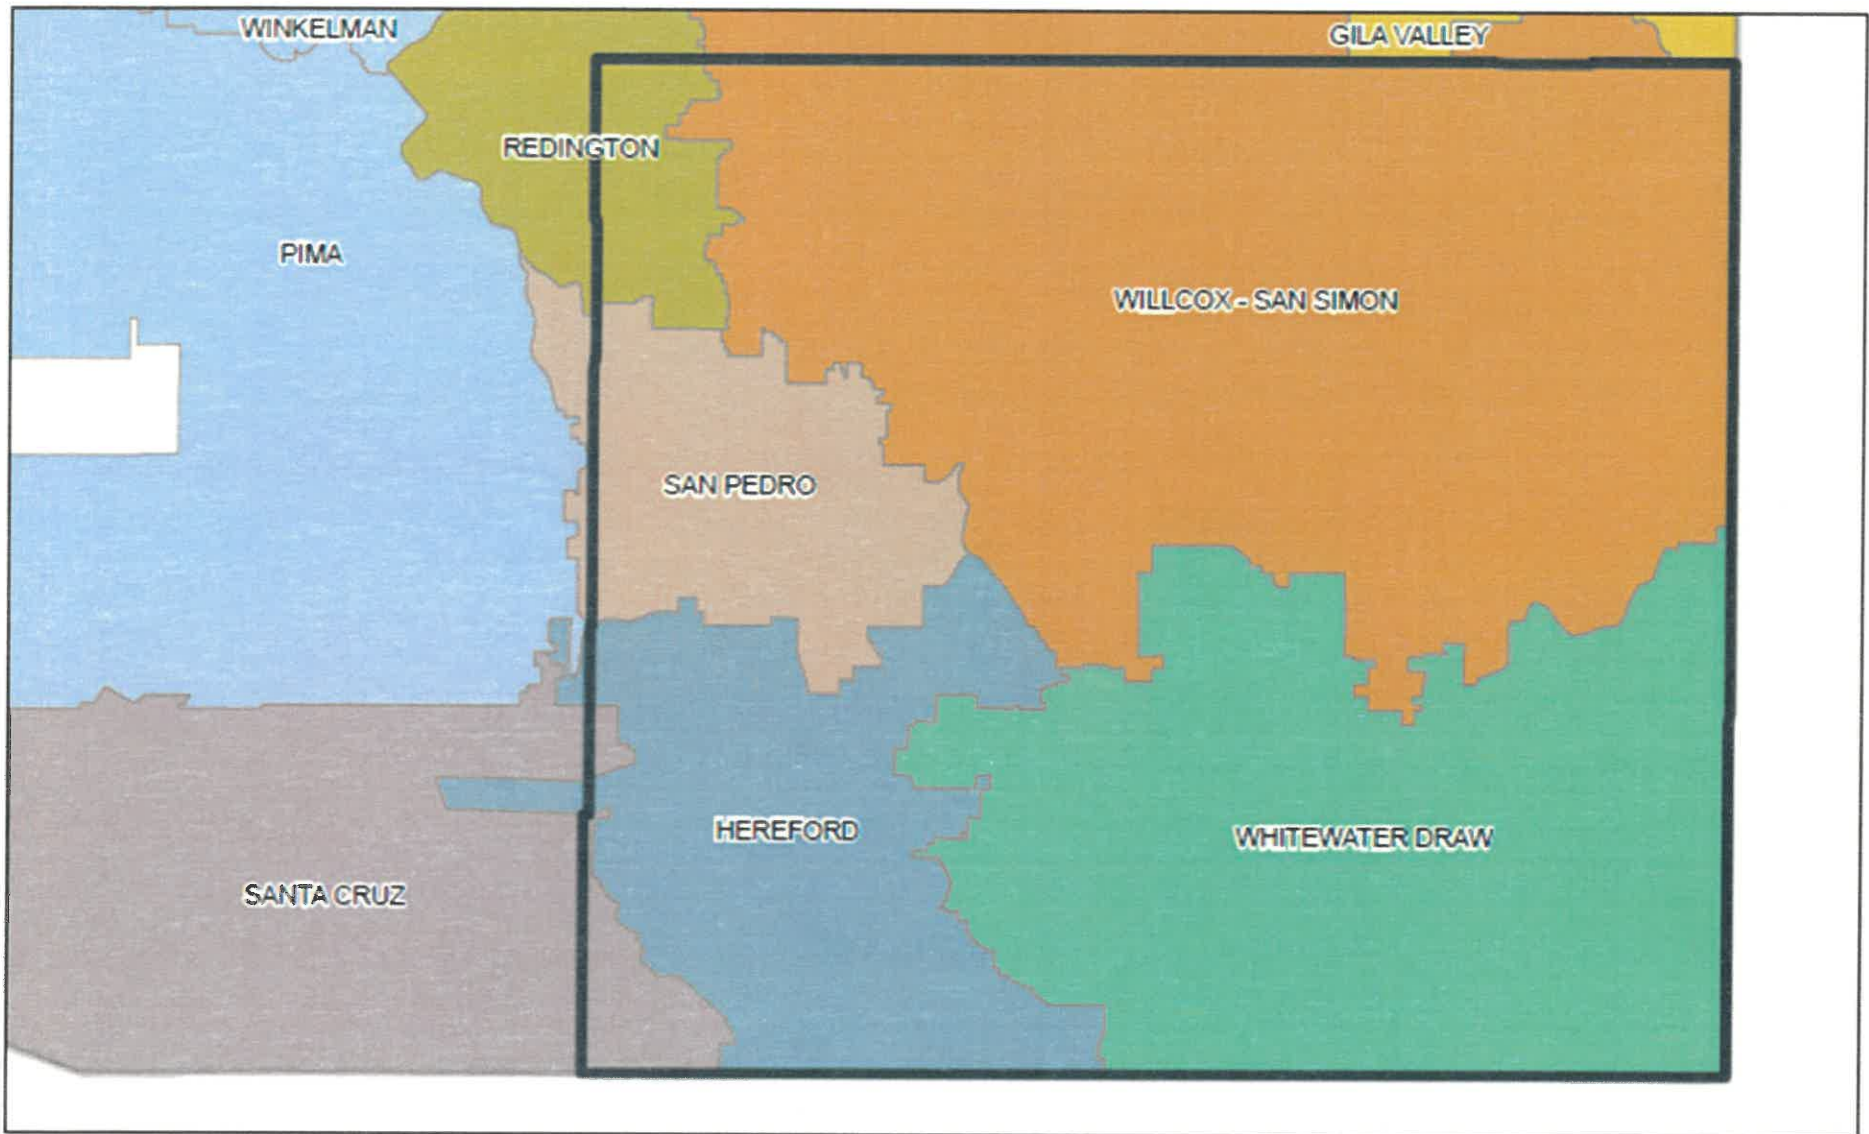 WINKELMAN
GILA VALLEY
REDINGTON
PIMA
WILLCOX - SAN SIMON
SAN PEDRO
HEREFORD
WHITEWATER DRAW
SANTA CRUZ